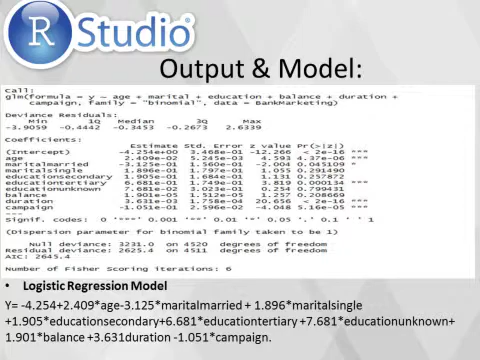 R Studio
Output & Model:
Call:
glm(formula = y ~ age + marital + education + balance + duration +
campaign, family = "binomial", data = BankMarketing)
Deviance Residuals:
Min 1Q Median 3Q Max
-3.9059 -0.4442 -0.3453 -0.2673 2.6339
Coefficients:
Estimate Std. Error z value Pr(>|z|)
(Intercept) -4.254e+00 3.468e-01 -12.266 < 2e-16 ***
age 2.409e-02 5.245e-03 4.593 4.37e-06 ***
maritalmarried -3.125e-01 1.560e-01 -2.004 0.045109 *
maritalsingle 1.896e-01 1.797e-01 1.055 0.291490
educationsecondary 1.905e-01 1.684e-01 1.131 0.257872
educationtertiary 6.681e-01 1.749e-01 3.819 0.000134 ***
educationunknown 7.682e-02 3.023e-01 0.254 0.799431
balance 1.901e-05 1.512e-05 1.257 0.208669
duration 3.631e-03 1.758e-04 20.656 < 2e-16 ***
campaign -1.051e-01 2.596e-02 -4.048 5.16e-05 ***
---
Signif. codes: 0 '***' 0.001 '**' 0.01 '*' 0.05 '.' 0.1 ' ' 1
(Dispersion parameter for binomial family taken to be 1)
Null deviance: 3231.0 on 4520 degrees of freedom
Residual deviance: 2625.4 on 4511 degrees of freedom
AIC: 2645.4
Number of Fisher Scoring iterations: 6
• Logistic Regression Model
Y= -4.254+2.409*age-3.125*maritalmarried + 1.896*maritalsingle
+1.905*educationsecondary+6.681*educationtertiary +7.681*educationunknown+
1.901*balance +3.631duration -1.051*campaign.